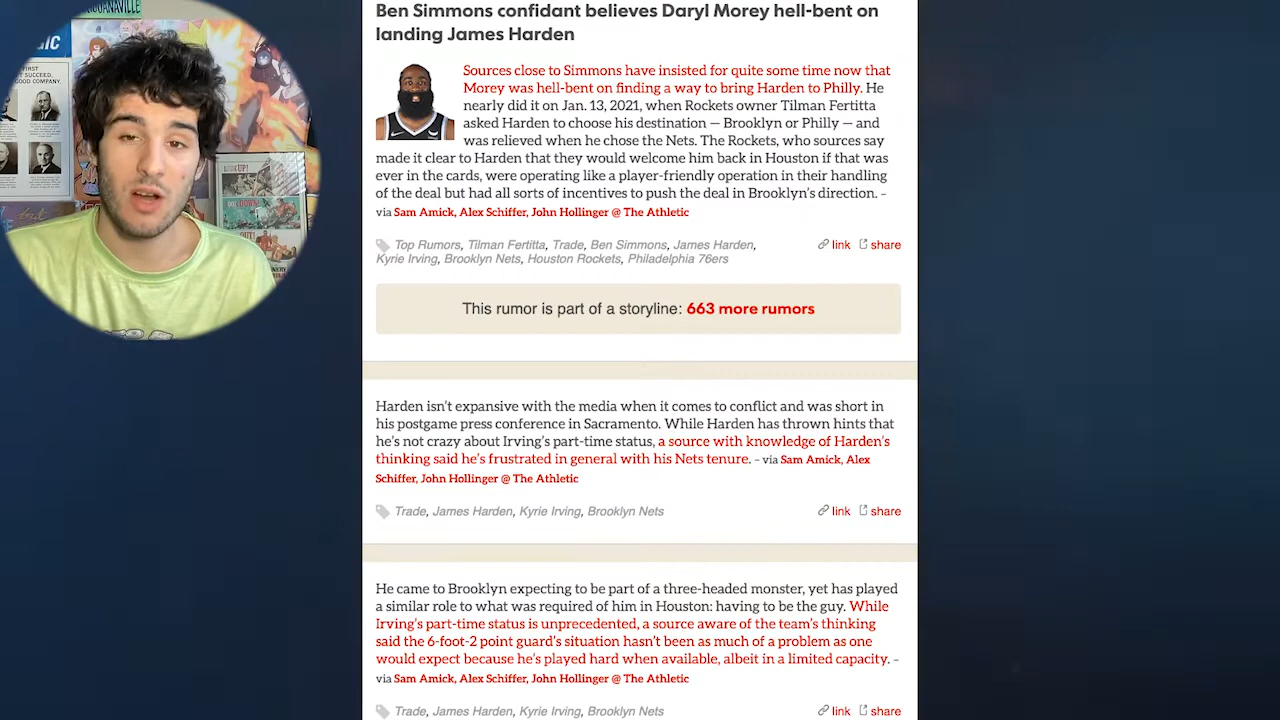 Ben Simmons confidant believes Daryl Morey hell-bent on
landing James Harden
Sources close to Simmons have insisted for quite some time now that
Morey was hell-bent on finding a way to bring Harden to Philly. He
nearly did it on Jan. 13, 2021, when Rockets owner Tilman Fertitta
asked Harden to choose his destination — Brooklyn or Philly — and
was relieved when he chose the Nets. The Rockets, who sources say
made it clear to Harden that they would welcome him back in Houston if that was
ever in the cards, were operating like a player-friendly operation in their handling
of the deal but had all sorts of incentives to push the deal in Brooklyn's direction. –
via Sam Amick, Alex Schiffer, John Hollinger @ The Athletic
Top Rumors, Tilman Fertitta, Trade, Ben Simmons, James Harden,
Kyrie Irving, Brooklyn Nets, Houston Rockets, Philadelphia 76ers
link share
This rumor is part of a storyline: 663 more rumors
Harden isn't expansive with the media when it comes to conflict and was short in
his postgame press conference in Sacramento. While Harden has thrown hints that
he's not crazy about Irving's part-time status, a source with knowledge of Harden's
thinking said he's frustrated in general with his Nets tenure. – via Sam Amick, Alex
Schiffer, John Hollinger @ The Athletic
Trade, James Harden, Kyrie Irving, Brooklyn Nets
link share
He came to Brooklyn expecting to be part of a three-headed monster, yet has played
a similar role to what was required of him in Houston: having to be the guy. While
Irving's part-time status is unprecedented, a source aware of the team's thinking
said the 6-foot-2 point guard's situation hasn't been as much of a problem as one
would expect because he's played hard when available, albeit in a limited capacity. –
via Sam Amick, Alex Schiffer, John Hollinger @ The Athletic
Trade, James Harden, Kyrie Irving, Brooklyn Nets
link share